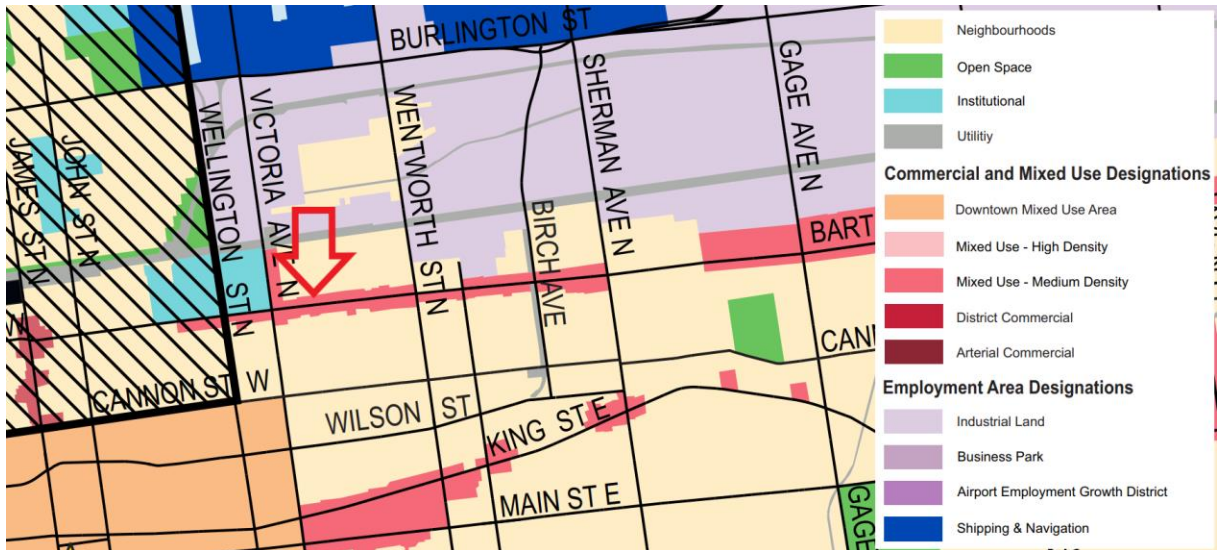 BURLINGTON ST
JAMES ST N
JOHN ST N
WELLINGTON ST N
VICTORIA AVE N
WENTWORTH ST N
BIRCH AVE
SHERMAN AVE N
GAGE AVE N
BART
W
CANNON ST W
CANN
WILSON ST
KING ST E
MAIN ST E
GAGE
Neighbourhoods
Open Space
Institutional
Utilitiy
Commercial and Mixed Use Designations
Downtown Mixed Use Area
Mixed Use - High Density
Mixed Use - Medium Density
District Commercial
Arterial Commercial
Employment Area Designations
Industrial Land
Business Park
Airport Employment Growth District
Shipping & Navigation